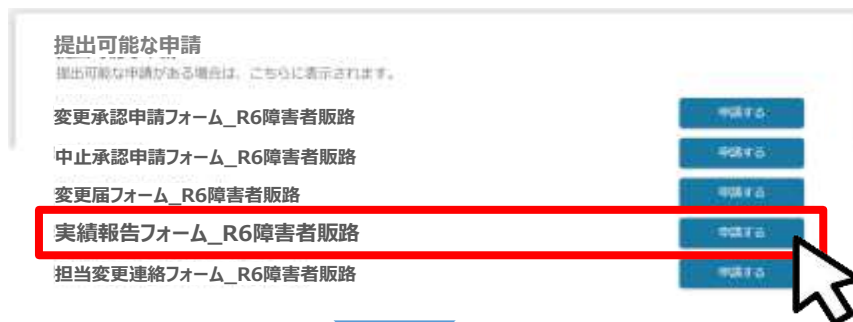 提出可能な申請
提出可能な申請がある場合は、こちらに表示されます。
変更承認申請フォーム_R6障害者販路 申請する
中止承認申請フォーム_R6障害者販路 申請する
変更届フォーム_R6障害者販路 申請する
実績報告フォーム_R6障害者販路 申請する
担当変更連絡フォーム_R6障害者販路 申請する